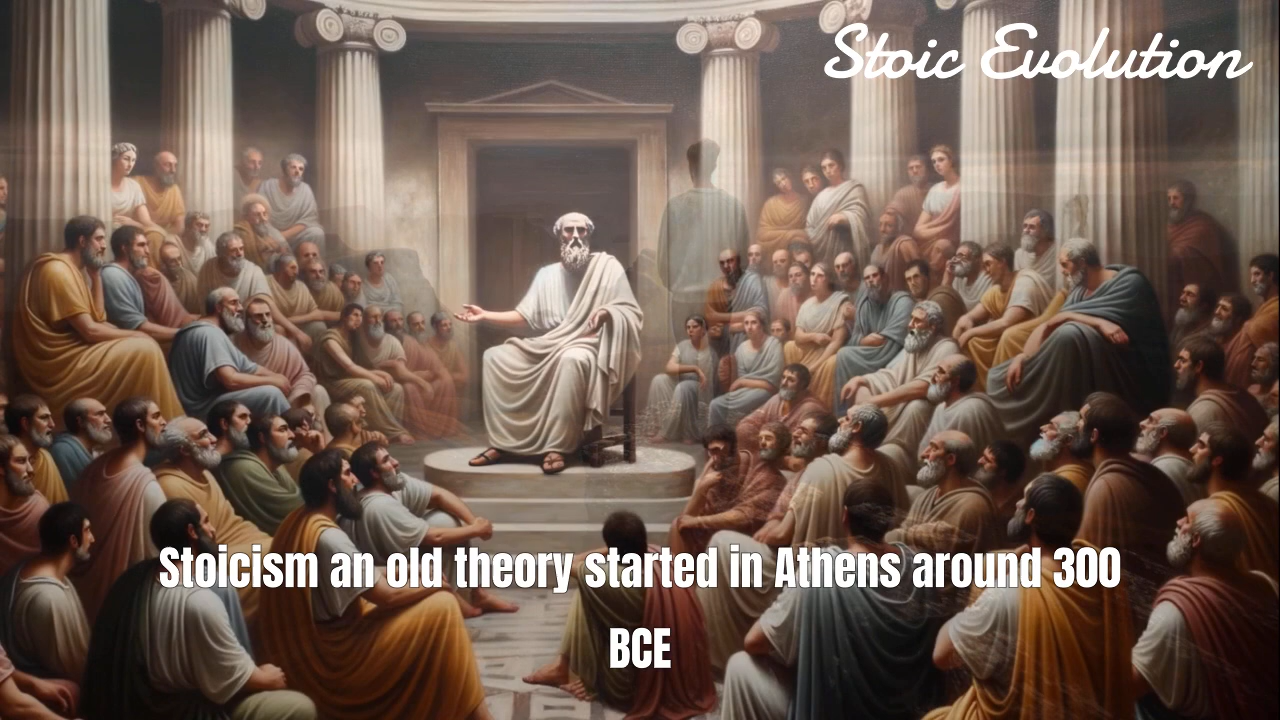 Stoic Evolution
Stoicism an old theory started in Athens around 300
BCE